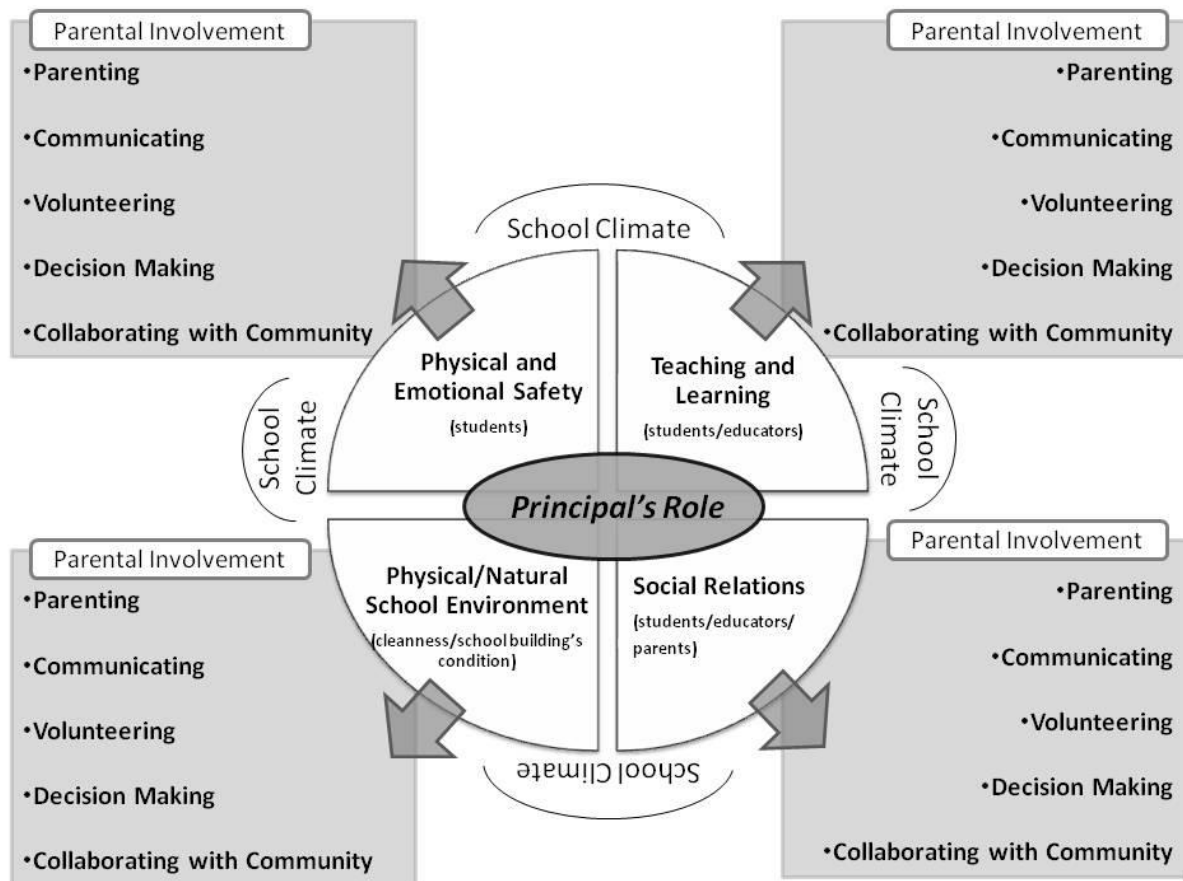 Parental Involvement
•Parenting
•Communicating
•Volunteering
•Decision Making
•Collaborating with Community
Parental Involvement
•Parenting
•Communicating
•Volunteering
•Decision Making
•Collaborating with Community
School Climate
School
Climate
School
Climate
Physical and
Emotional Safety
(students)
Teaching and
Learning
(students/educators)
Principal's Role
Physical/Natural
School Environment
(cleanness/school building's
condition)
Social Relations
(students/educators/
parents)
School Climate
Parental Involvement
•Parenting
•Communicating
•Volunteering
•Decision Making
•Collaborating with Community
Parental Involvement
•Parenting
•Communicating
•Volunteering
•Decision Making
•Collaborating with Community